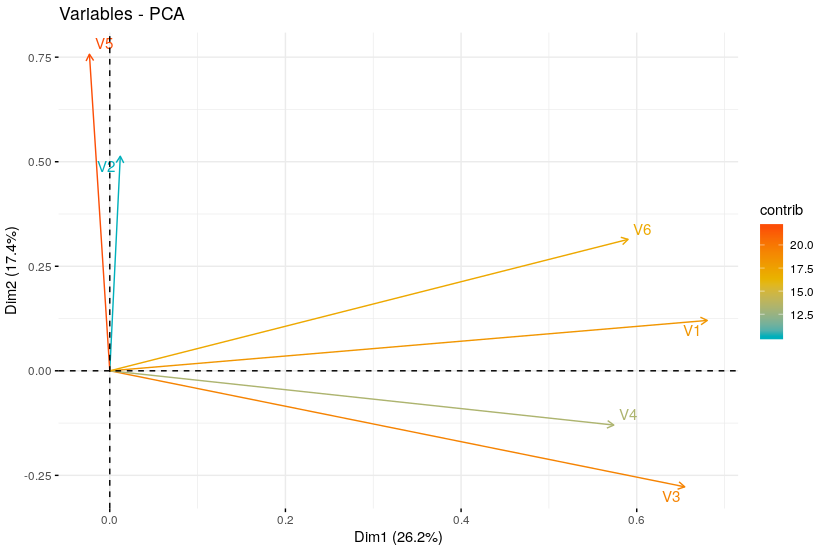 Variables - PCA
V5
0.75
V2
0.50
V6
0.25
V1
0.00
V4
V3
-0.25
0.0
0.2
0.4
0.6
Dim1 (26.2%)
Dim2 (17.4%)
contrib
20.0
17.5
15.0
12.5